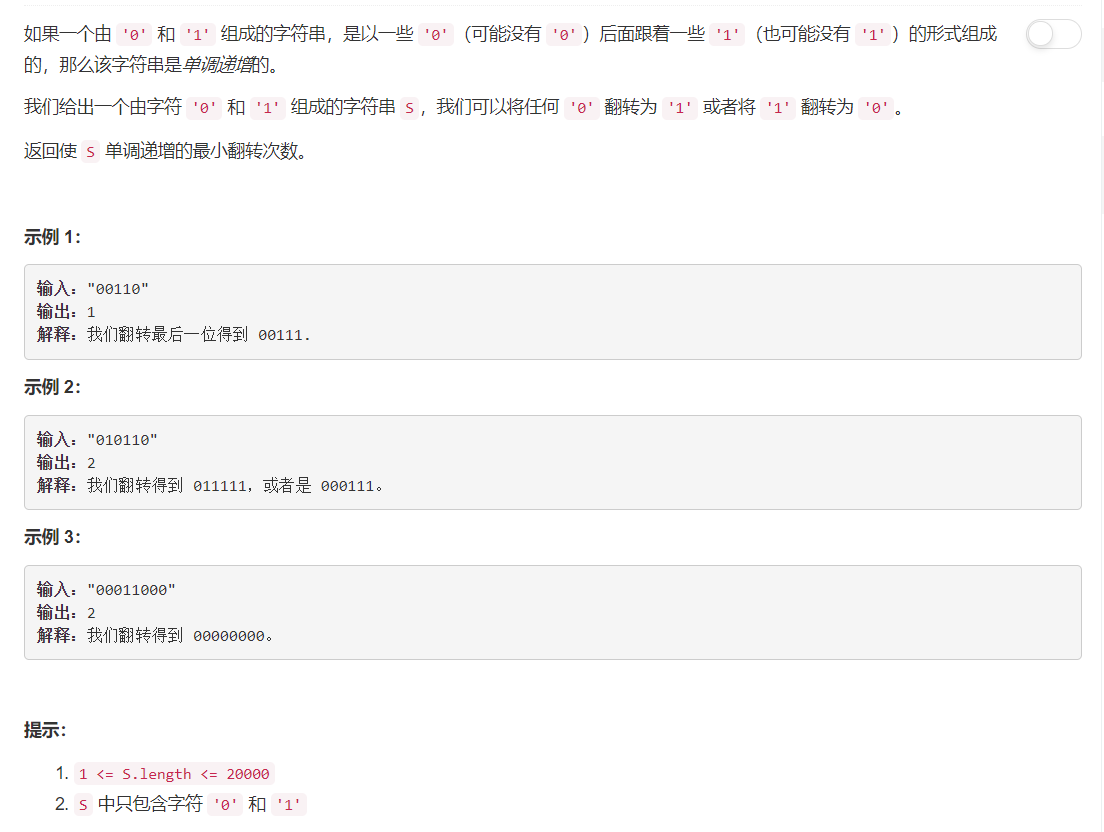 如果一个由 '0' 和 '1' 组成的字符串，是以一些 '0'（可能没有 '0'）后面跟着一些 '1'（也可能没有 '1'）的形式组成
的，那么该字符串是单调递增的。
我们给出一个由字符 '0' 和 '1' 组成的字符串 S，我们可以将任何 '0' 翻转为 '1' 或者将 '1' 翻转为 '0'。
返回使 S 单调递增的最小翻转次数。
示例 1：
输入："00110"
输出：1
解释：我们翻转最后一位得到 00111.
示例 2：
输入："010110"
输出：2
解释：我们翻转得到 011111，或者是 000111。
示例 3：
输入："00011000"
输出：2
解释：我们翻转得到 00000000。
提示：
1. 1 <= S.length <= 20000
2. S 中只包含字符 '0' 和 '1'